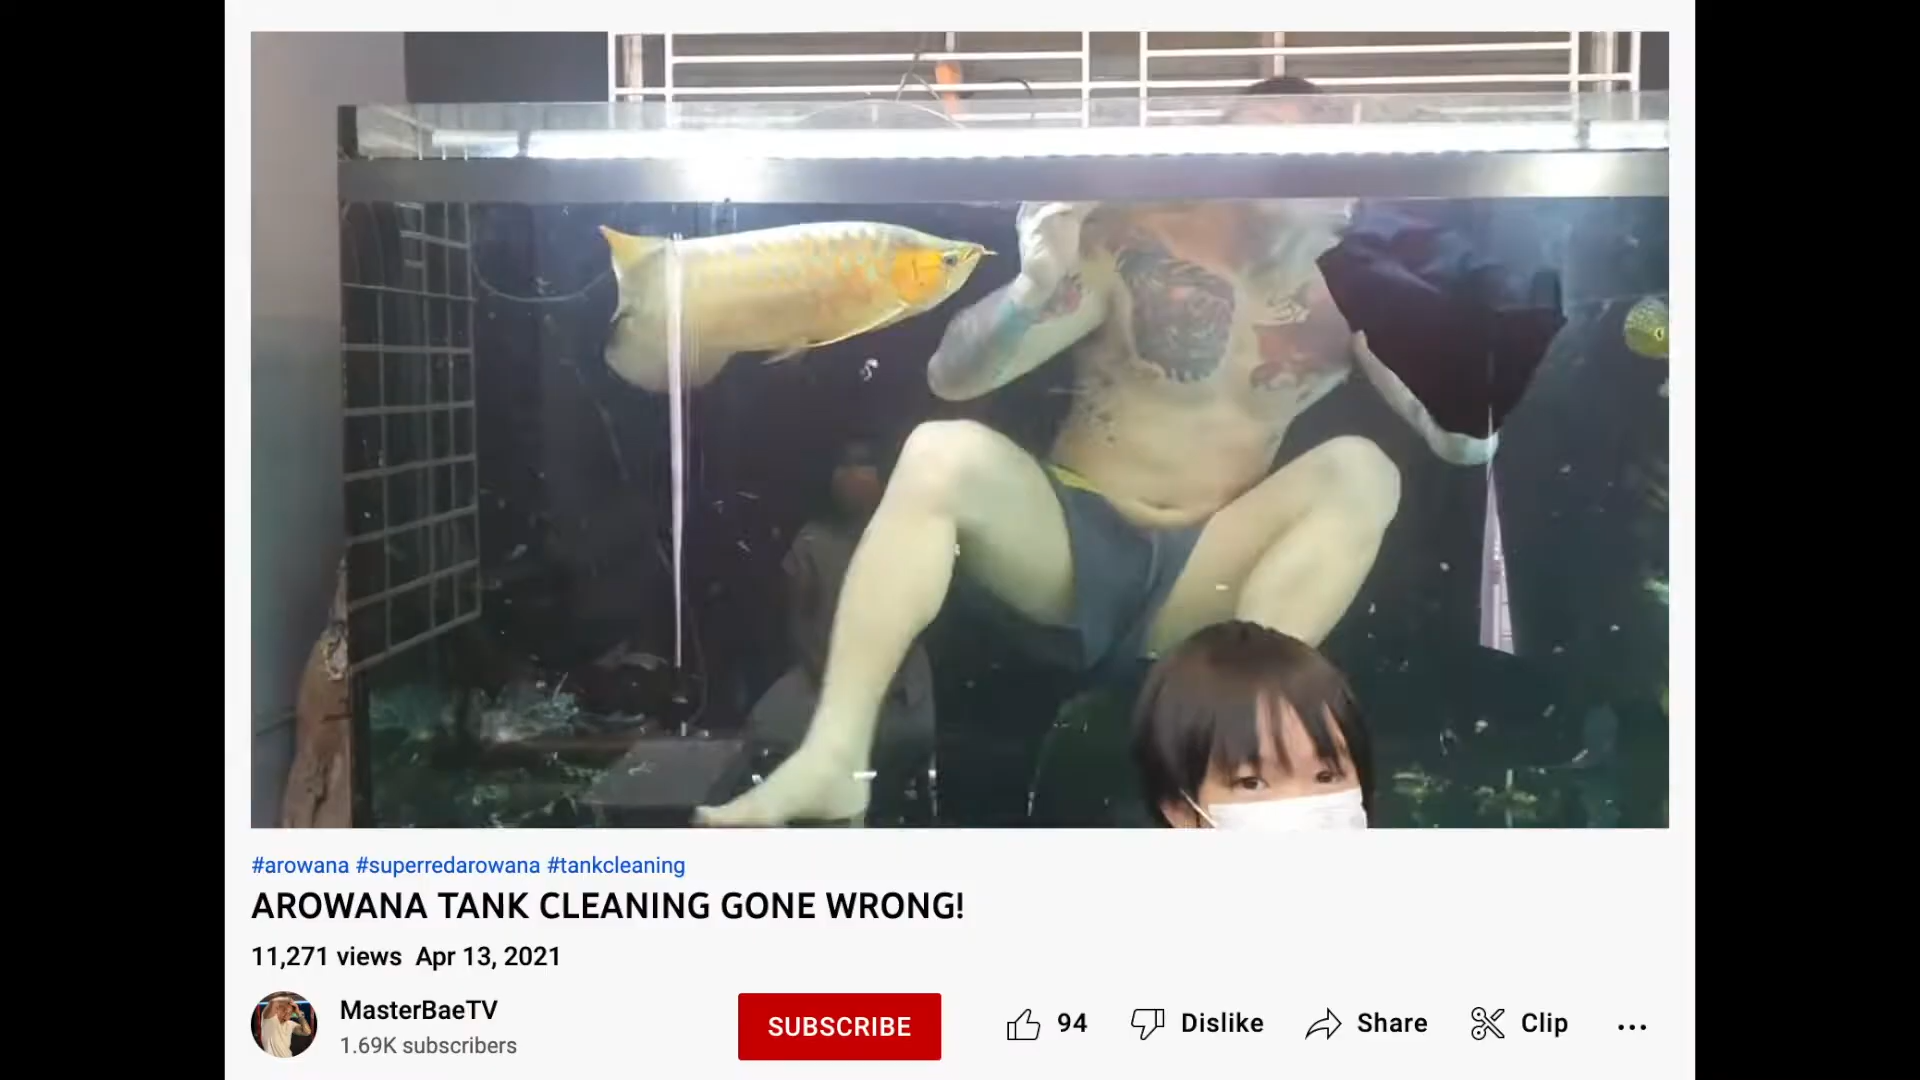 #arowana #superredarowana #tankcleaning
AROWANA TANK CLEANING GONE WRONG!
11,271 views Apr 13, 2021
MasterBaeTV
1.69K subscribers
SUBSCRIBE
94
Dislike
Share
Clip